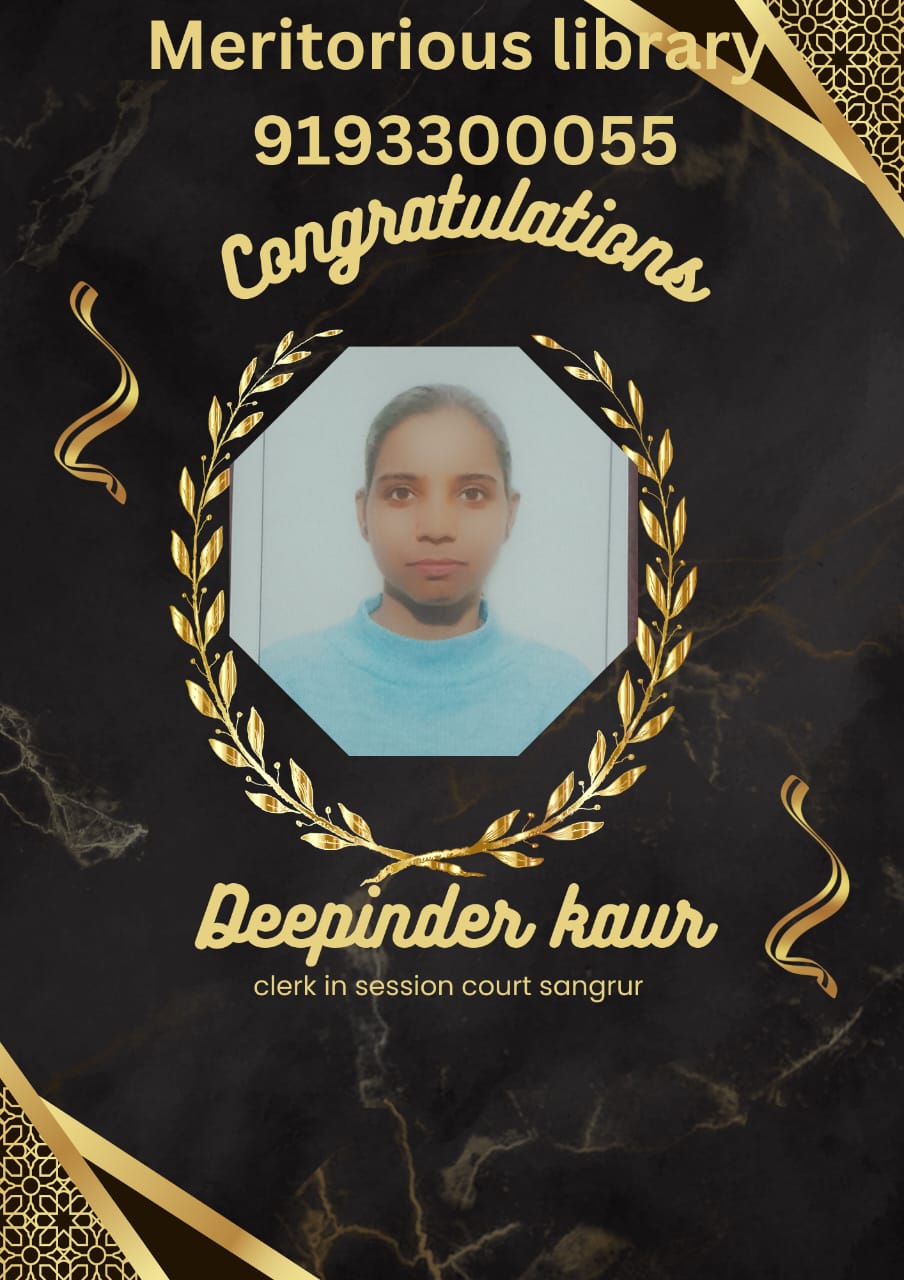 Meritorious library
9193300055
Congratulations
Deepinder kaur
clerk in session court sangrur